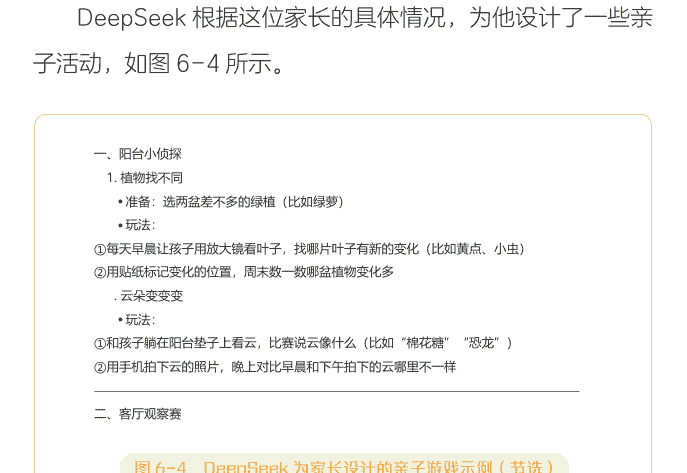 DeepSeek 根据这位家长的具体情况，为他设计了一些亲
子活动，如图 6-4 所示。
一、阳台小侦探
1. 植物找不同
•准备：选两盆差不多的绿植（比如绿萝）
•玩法：
①每天早晨让孩子用放大镜看叶子，找哪片叶子有新的变化（比如黄点、小虫）
②用贴纸标记变化的位置，周末数一数哪盆植物变化多
. 云朵变变变
•玩法：
①和孩子躺在阳台垫子上看云，比赛说云像什么（比如“棉花糖”“恐龙”）
②用手机拍下云的照片，晚上对比早晨和下午拍下的云哪里不一样
二、客厅观察赛
图 6-4 DeepSeek 为家长设计的亲子游戏示例（节选）